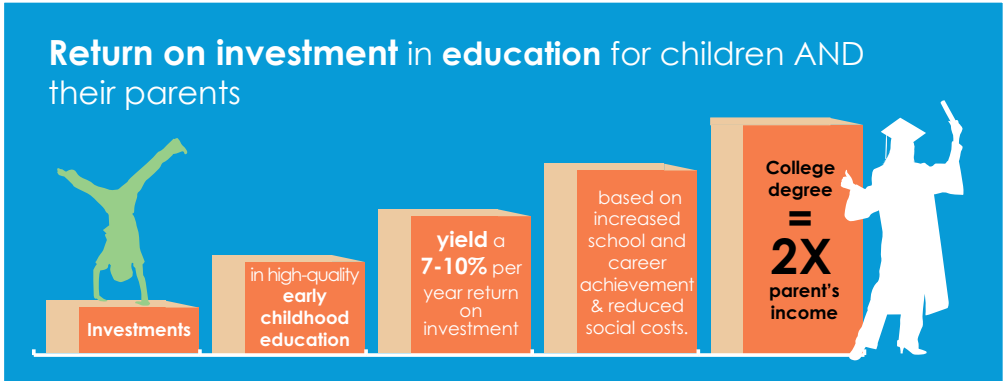 Return on investment in education for children AND
their parents
Investments
in high-quality
early
childhood
education
yield a
7-10% per
year return
on
investment
based on
increased
school and
career
achievement
& reduced
social costs.
College
degree
=
2X
parent's
income